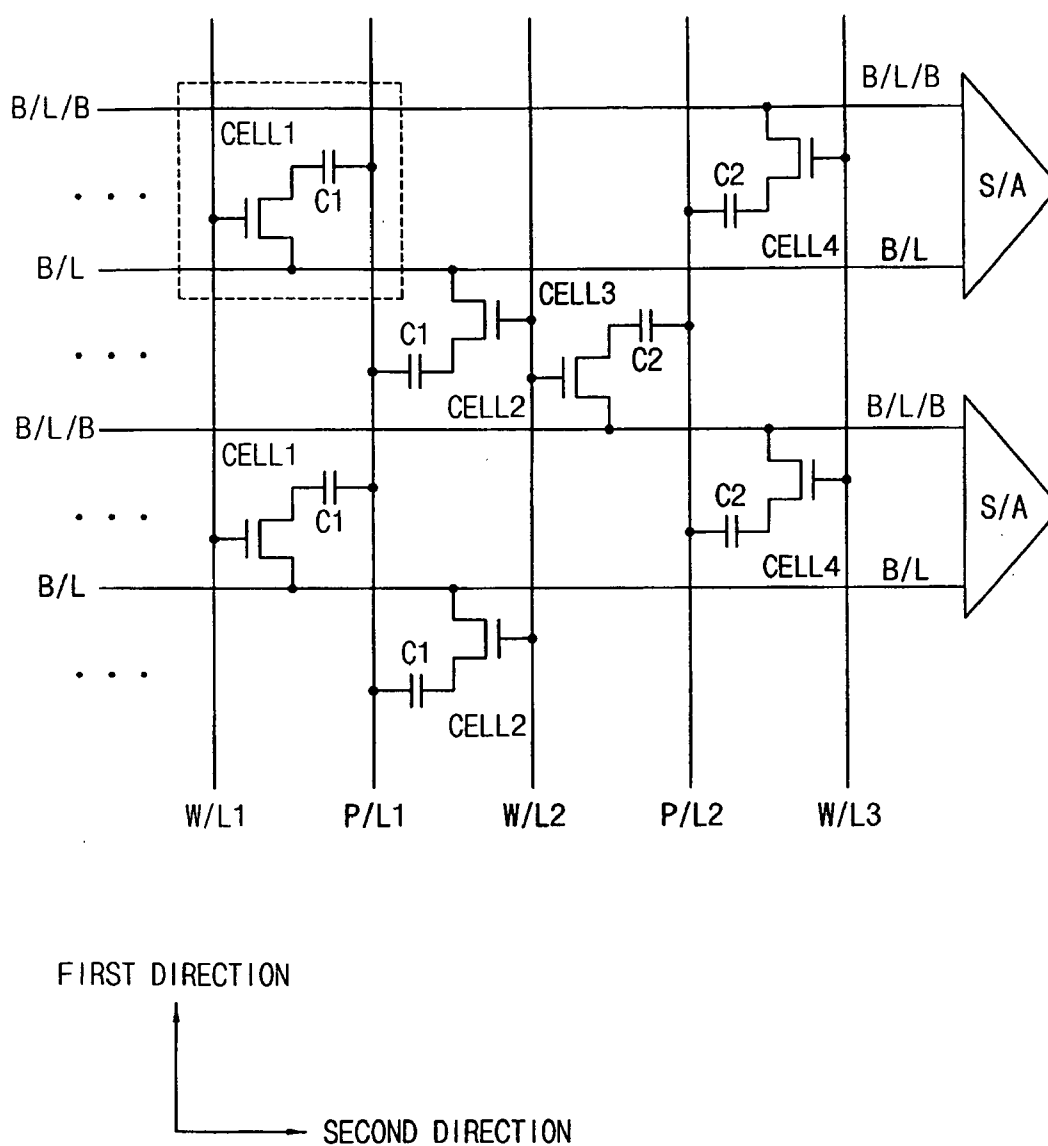 B/L/B
B/L/B
CELL1
C1
C2
S/A
. . .
B/L
CELL4
B/L
CELL3
C1
C2
. . .
CELL2
B/L/B
B/L/B
CELL1
C1
C2
S/A
. . .
B/L
CELL4
B/L
C1
. . .
CELL2
W/L1
P/L1
W/L2
P/L2
W/L3
FIRST DIRECTION
SECOND DIRECTION